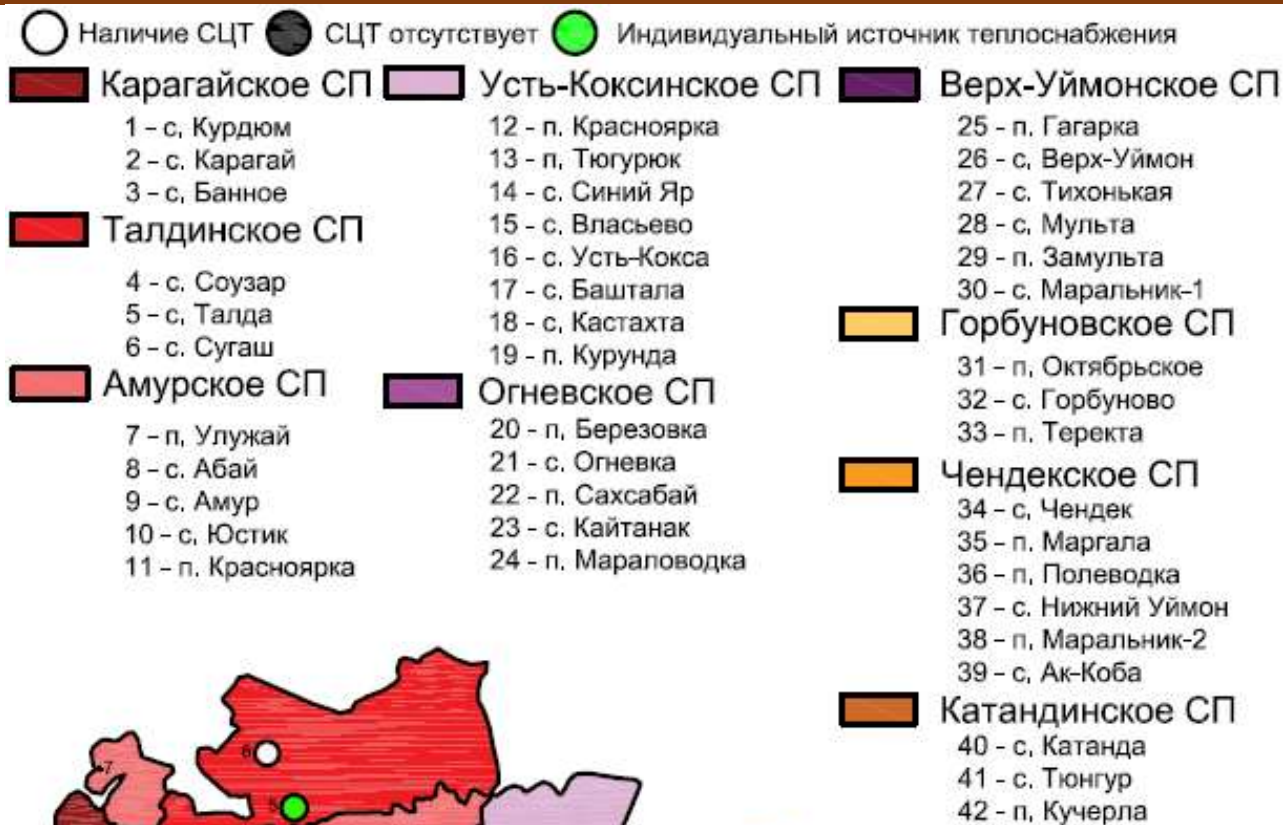 Наличие СЦТ СЦТ отсутствует Индивидуальный источник теплоснабжения
Карагайское СП
1 – с, Курдюм
2 – с. Карагай
3 – с, Банное
Талдинское СП
4 – с. Соузар
5 – с, Талда
6 – с. Сугаш
Амурское СП
7 – п, Улужай
8 – с. Абай
9 – с. Амур
10 – с, Юстик
11 – п. Красноярка
Усть-Коксинское СП
12 - п. Красноярка
13 - п, Тюгурюк
14 - с. Синий Яр
15 - с. Власьево
16 - с. Усть-Кокса
17 - с. Баштала
18 - с, Кастахта
19 - п. Курунда
Огневское СП
20 - п, Березовка
21 - с. Огневка
22 - п. Сахсабай
23 - с. Кайтанак
24 - п. Мараловодка
Верх-Уймонское СП
25 - п. Гагарка
26 - с, Верх-Уймон
27 - с. Тихонькая
28 - с, Мульта
29 - п. Замульта
30 - с. Маральник-1
Горбуновское СП
31 - п, Октябрьское
32 - с. Горбуново
33 - п. Теректа
Чендекское СП
34 - с, Чендек
35 - п. Маргала
36 - п, Полеводка
37 - с. Нижний Уймон
38 - п, Маральник-2
39 - с, Ак-Коба
Катандинское СП
40 - с, Катанда
41 - с. Тюнгур
42 - п, Кучерла
6
7
5